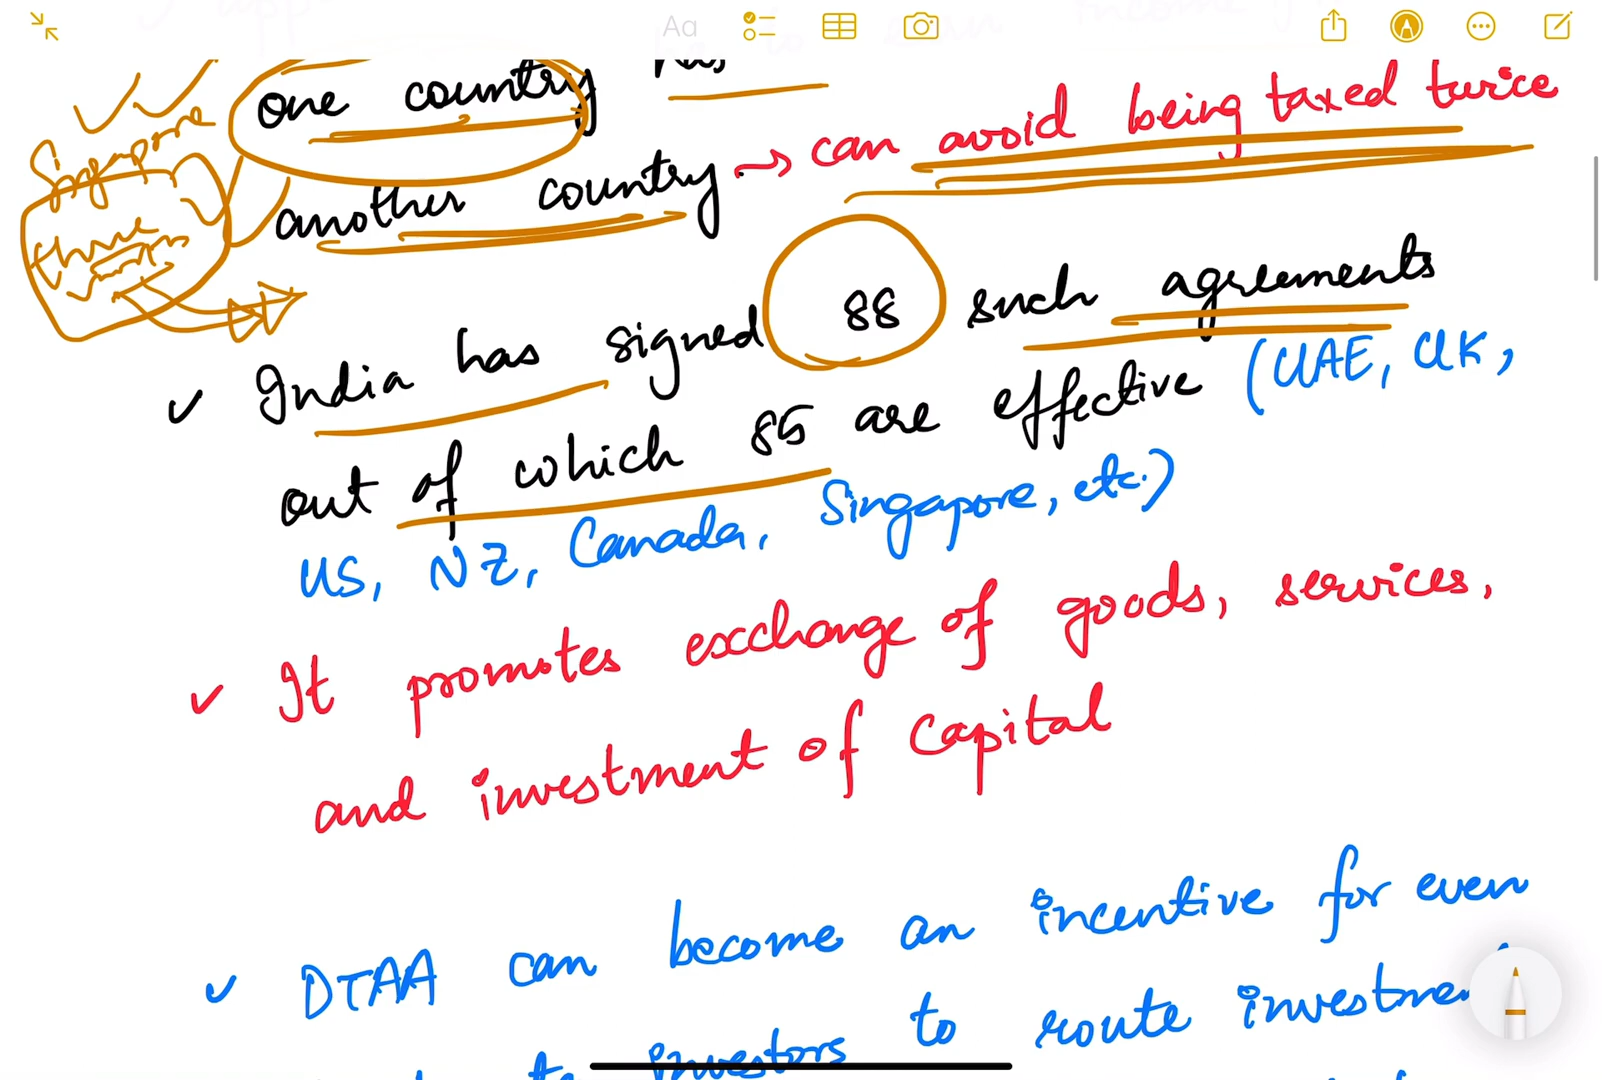 Aa
one country has
another country → can avoid being taxed twice
Singapore
✓ India has signed 88 such agreements
out of which 85 are effective (UAE, UK,
US, NZ, Canada, Singapore, etc.)
✓ It promotes exchange of goods, services,
and investment of capital
✓ DTAA can become an incentive for even
investors to route